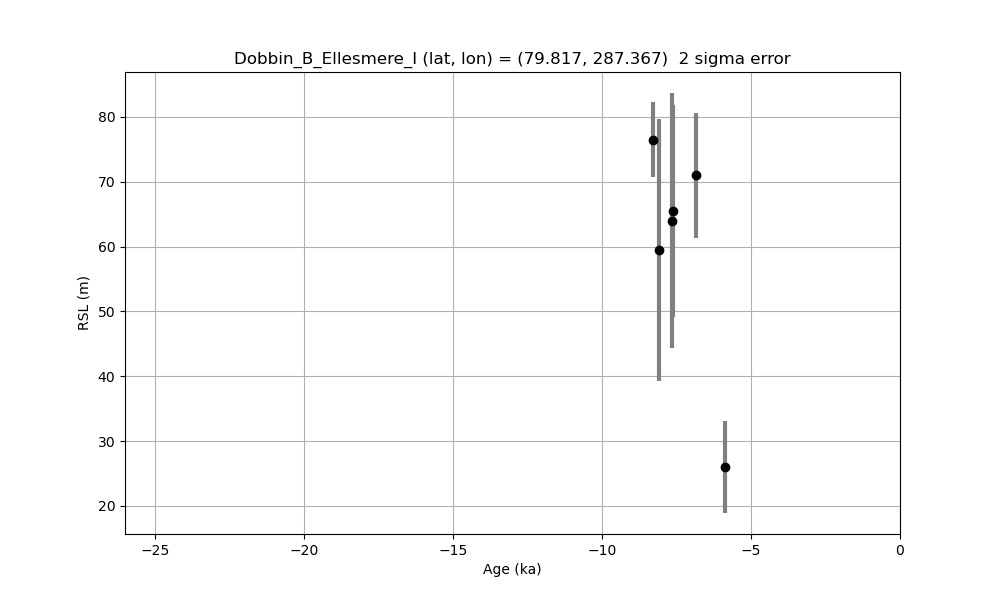 Dobbin_B_Ellesmere_I (lat, lon) = (79.817, 287.367)  2 sigma error
80
70
60
50
40
30
20
RSL (m)
−25 −20 −15 −10 −5 0
Age (ka)